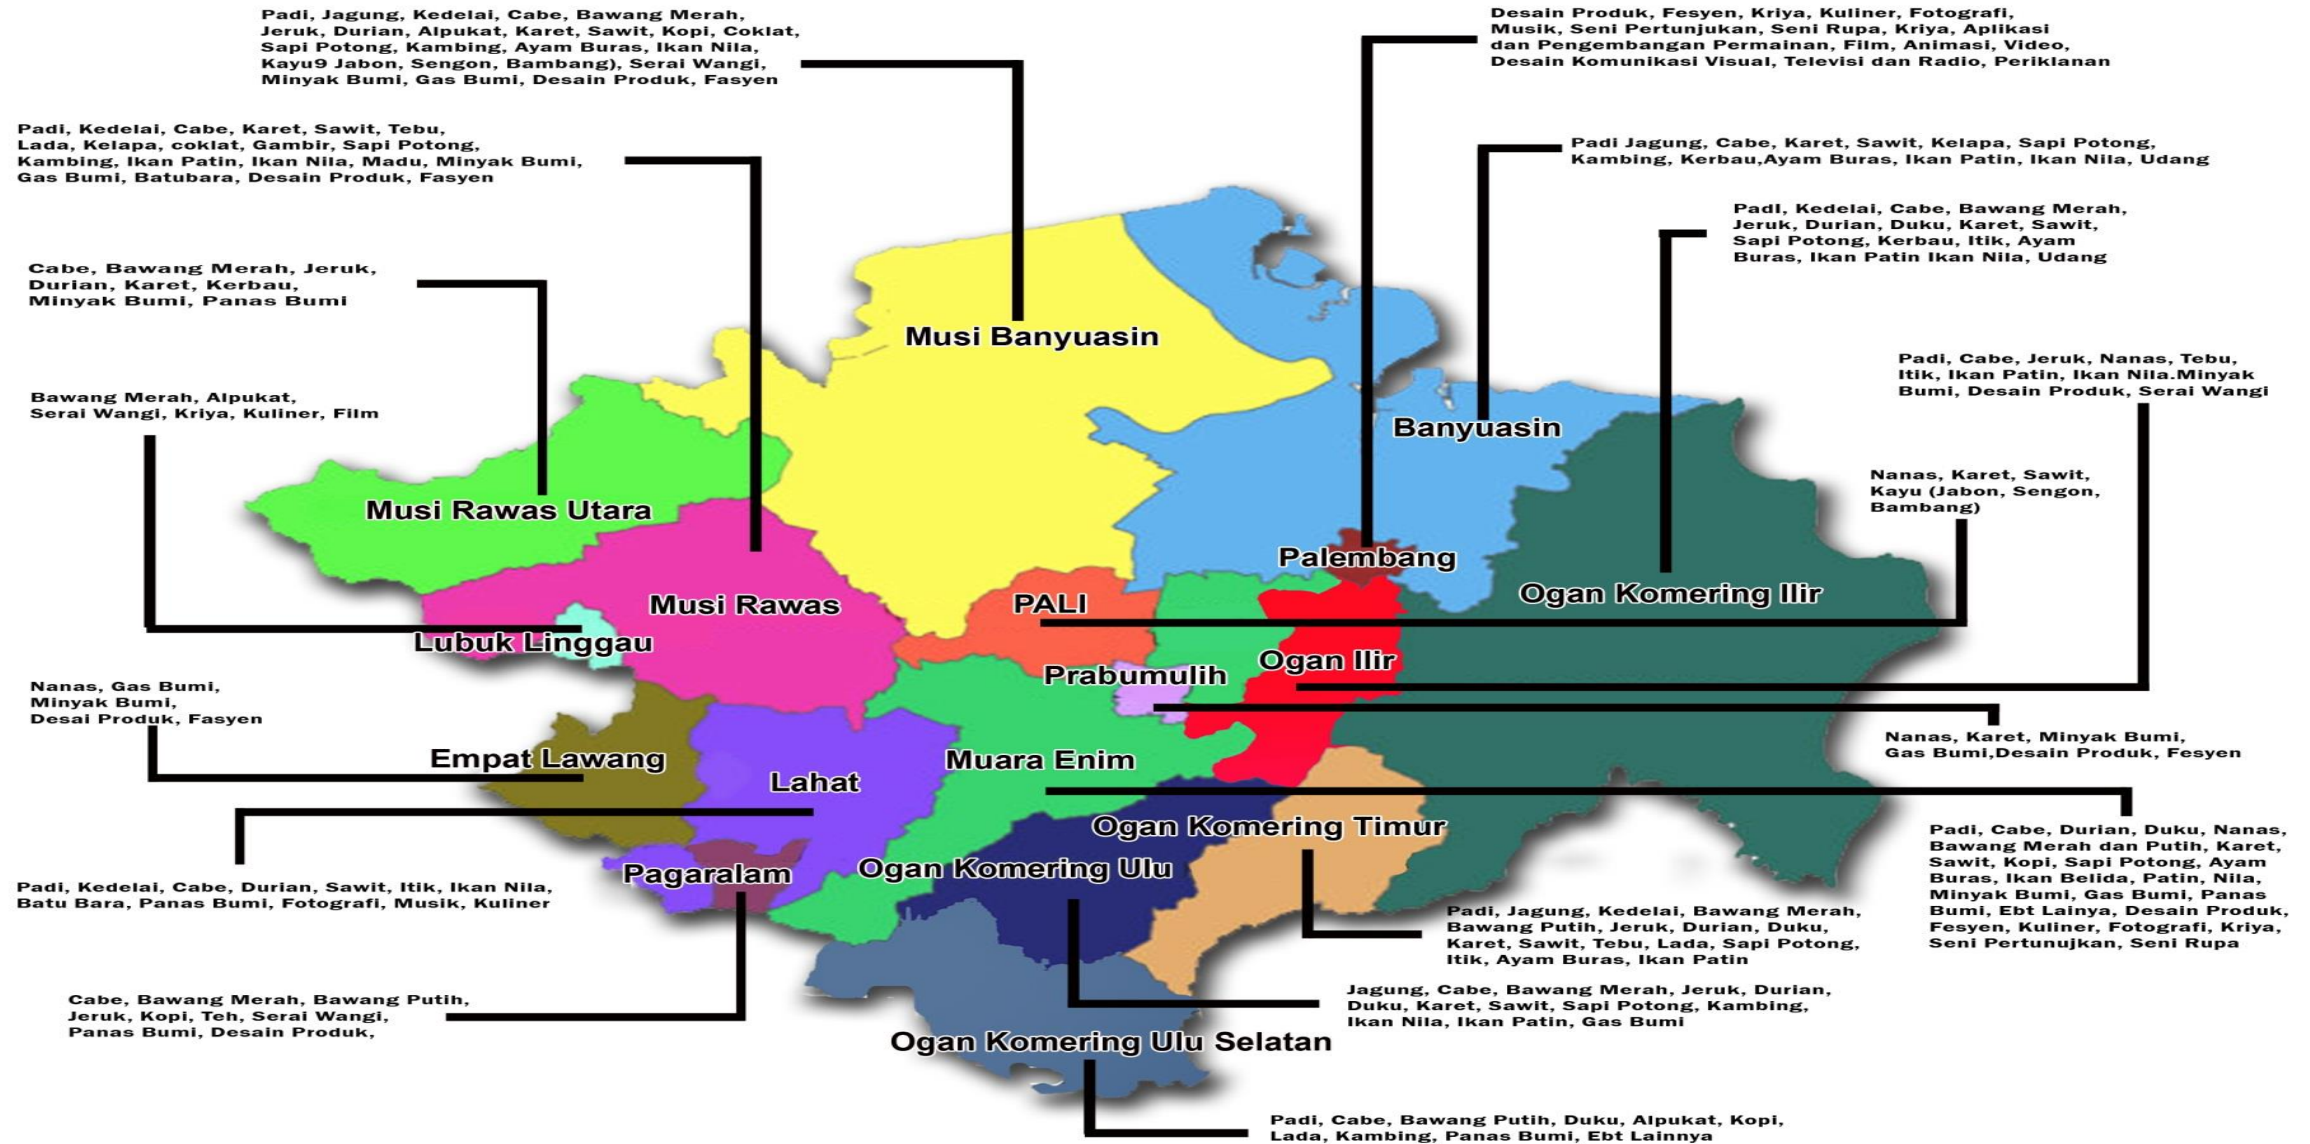 Padi, Jagung, Kedelai, Cabe, Bawang Merah,
Jeruk, Durian, Alpukat, Karet, Sawit, Kopi, Coklat,
Sapi Potong, Kambing, Ayam Buras, Ikan Nila,
Kayu9 Jabon, Sengon, Bambang), Serai Wangi,
Minyak Bumi, Gas Bumi, Desain Produk, Fasyen
Desain Produk, Fesyen, Kriya, Kuliner, Fotografi,
Musik, Seni Pertunjukan, Seni Rupa, Kriya, Aplikasi
dan Pengembangan Permainan, Film, Animasi, Video,
Desain Komunikasi Visual, Televisi dan Radio, Periklanan
Padi, Kedelai, Cabe, Karet, Sawit, Tebu,
Lada, Kelapa, coklat, Gambir, Sapi Potong,
Kambing, Ikan Patin, Ikan Nila, Madu, Minyak Bumi,
Gas Bumi, Batubara, Desain Produk, Fasyen
Padi Jagung, Cabe, Karet, Sawit, Kelapa, Sapi Potong,
Kambing, Kerbau,Ayam Buras, Ikan Patin, Ikan Nila, Udang
PadI, Kedelai, Cabe, Bawang Merah,
Jeruk, Durian, Duku, Karet, Sawit,
Sapi Potong, Kerbau, Itik, Ayam
Buras, Ikan Patin Ikan Nila, Udang
Cabe, Bawang Merah, Jeruk,
Durian, Karet, Kerbau,
Minyak Bumi, Panas Bumi
Padi, Cabe, Jeruk, Nanas, Tebu,
Itik, Ikan Patin, Ikan Nila.Minyak
Bumi, Desain Produk, Serai Wangi
Bawang Merah, Alpukat,
Serai Wangi, Kriya, Kuliner, Film
Nanas, Karet, Sawit,
Kayu (Jabon, Sengon,
Bambang)
Musi Banyuasin
Banyuasin
Musi Rawas Utara
Palembang
Ogan Komering Ilir
Musi Rawas
PALI
Lubuk Linggau
Ogan Ilir
Prabumulih
Empat Lawang
Lahat
Muara Enim
Ogan Komering Timur
Pagaralam
Ogan Komering Ulu
Ogan Komering Ulu Selatan
Nanas, Gas Bumi,
Minyak Bumi,
Desai Produk, Fasyen
Nanas, Karet, Minyak Bumi,
Gas Bumi,Desain Produk, Fesyen
Padi, Cabe, Durian, Duku, Nanas,
Bawang Merah dan Putih, Karet,
Sawit, Kopi, Sapi Potong, Ayam
Buras, Ikan Belida, Patin, Nila,
Minyak Bumi, Gas Bumi, Panas
Bumi, Ebt Lainya, Desain Produk,
Fesyen, Kuliner, Fotografi, Kriya,
Seni Pertunujkan, Seni Rupa
Padi, Kedelai, Cabe, Durian, Sawit, Itik, Ikan Nila,
Batu Bara, Panas Bumi, Fotografi, Musik, Kuliner
Padi, Jagung, Kedelai, Bawang Merah,
Bawang Putih, Jeruk, Durian, Duku,
Karet, Sawit, Tebu, Lada, Sapi Potong,
Itik, Ayam Buras, Ikan Patin
Cabe, Bawang Merah, Bawang Putih,
Jeruk, Kopi, Teh, Serai Wangi,
Panas Bumi, Desain Produk,
Jagung, Cabe, Bawang Merah, Jeruk, Durian,
Duku, Karet, Sawit, Sapi Potong, Kambing,
Ikan Nila, Ikan Patin, Gas Bumi
Padi, Cabe, Bawang Putih, Duku, Alpukat, Kopi,
Lada, Kambing, Panas Bumi, Ebt Lainnya